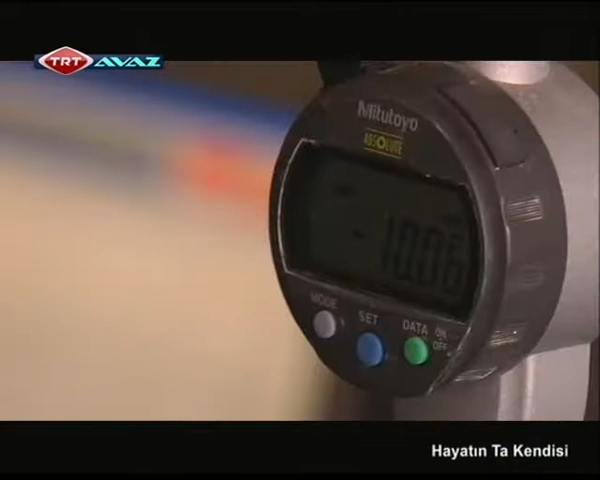 TRT AVAZ
Mitutoyo
ABSOLUTE
-10.06
MODE
SET
DATA ON
OFF
Hayatın Ta Kendisi